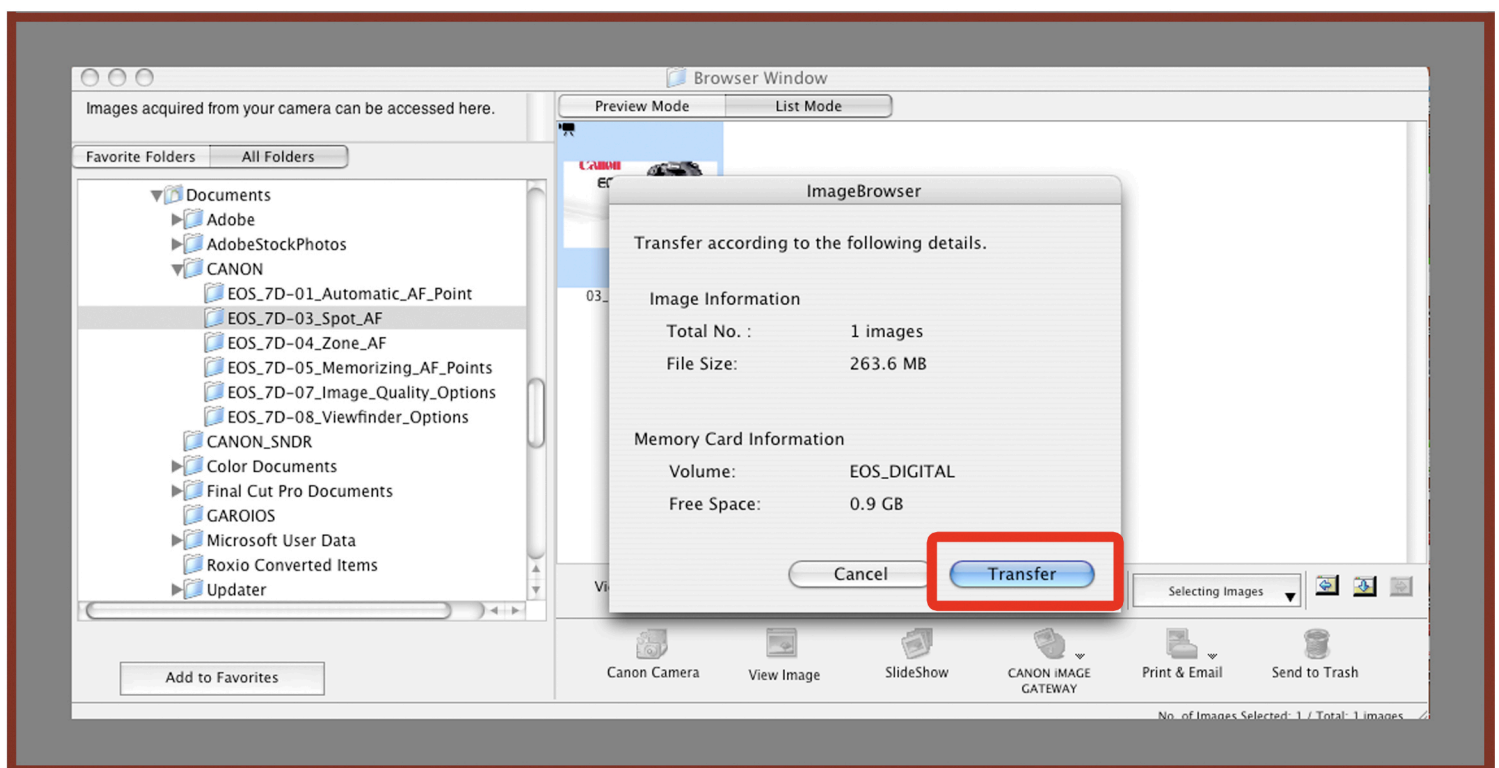 Browser Window
Images acquired from your camera can be accessed here.
Preview Mode
List Mode
Favorite Folders
All Folders
Documents
Adobe
AdobeStockPhotos
CANON
EOS_7D-01_Automatic_AF_Point
EOS_7D-03_Spot_AF
EOS_7D-04_Zone_AF
EOS_7D-05_Memorizing_AF_Points
EOS_7D-07_Image_Quality_Options
EOS_7D-08_Viewfinder_Options
CANON_SNDR
Color Documents
Final Cut Pro Documents
GAROIOS
Microsoft User Data
Roxio Converted Items
Updater
Add to Favorites
Canon
03_
ImageBrowser
Transfer according to the following details.
Image Information
Total No. : 1 images
File Size: 263.6 MB
Memory Card Information
Volume: EOS_DIGITAL
Free Space: 0.9 GB
Cancel
Transfer
Selecting Images
Canon Camera
View Image
SlideShow
CANON iMAGE
GATEWAY
Print & Email
Send to Trash
No. of Images Selected: 1 / Total: 1 images